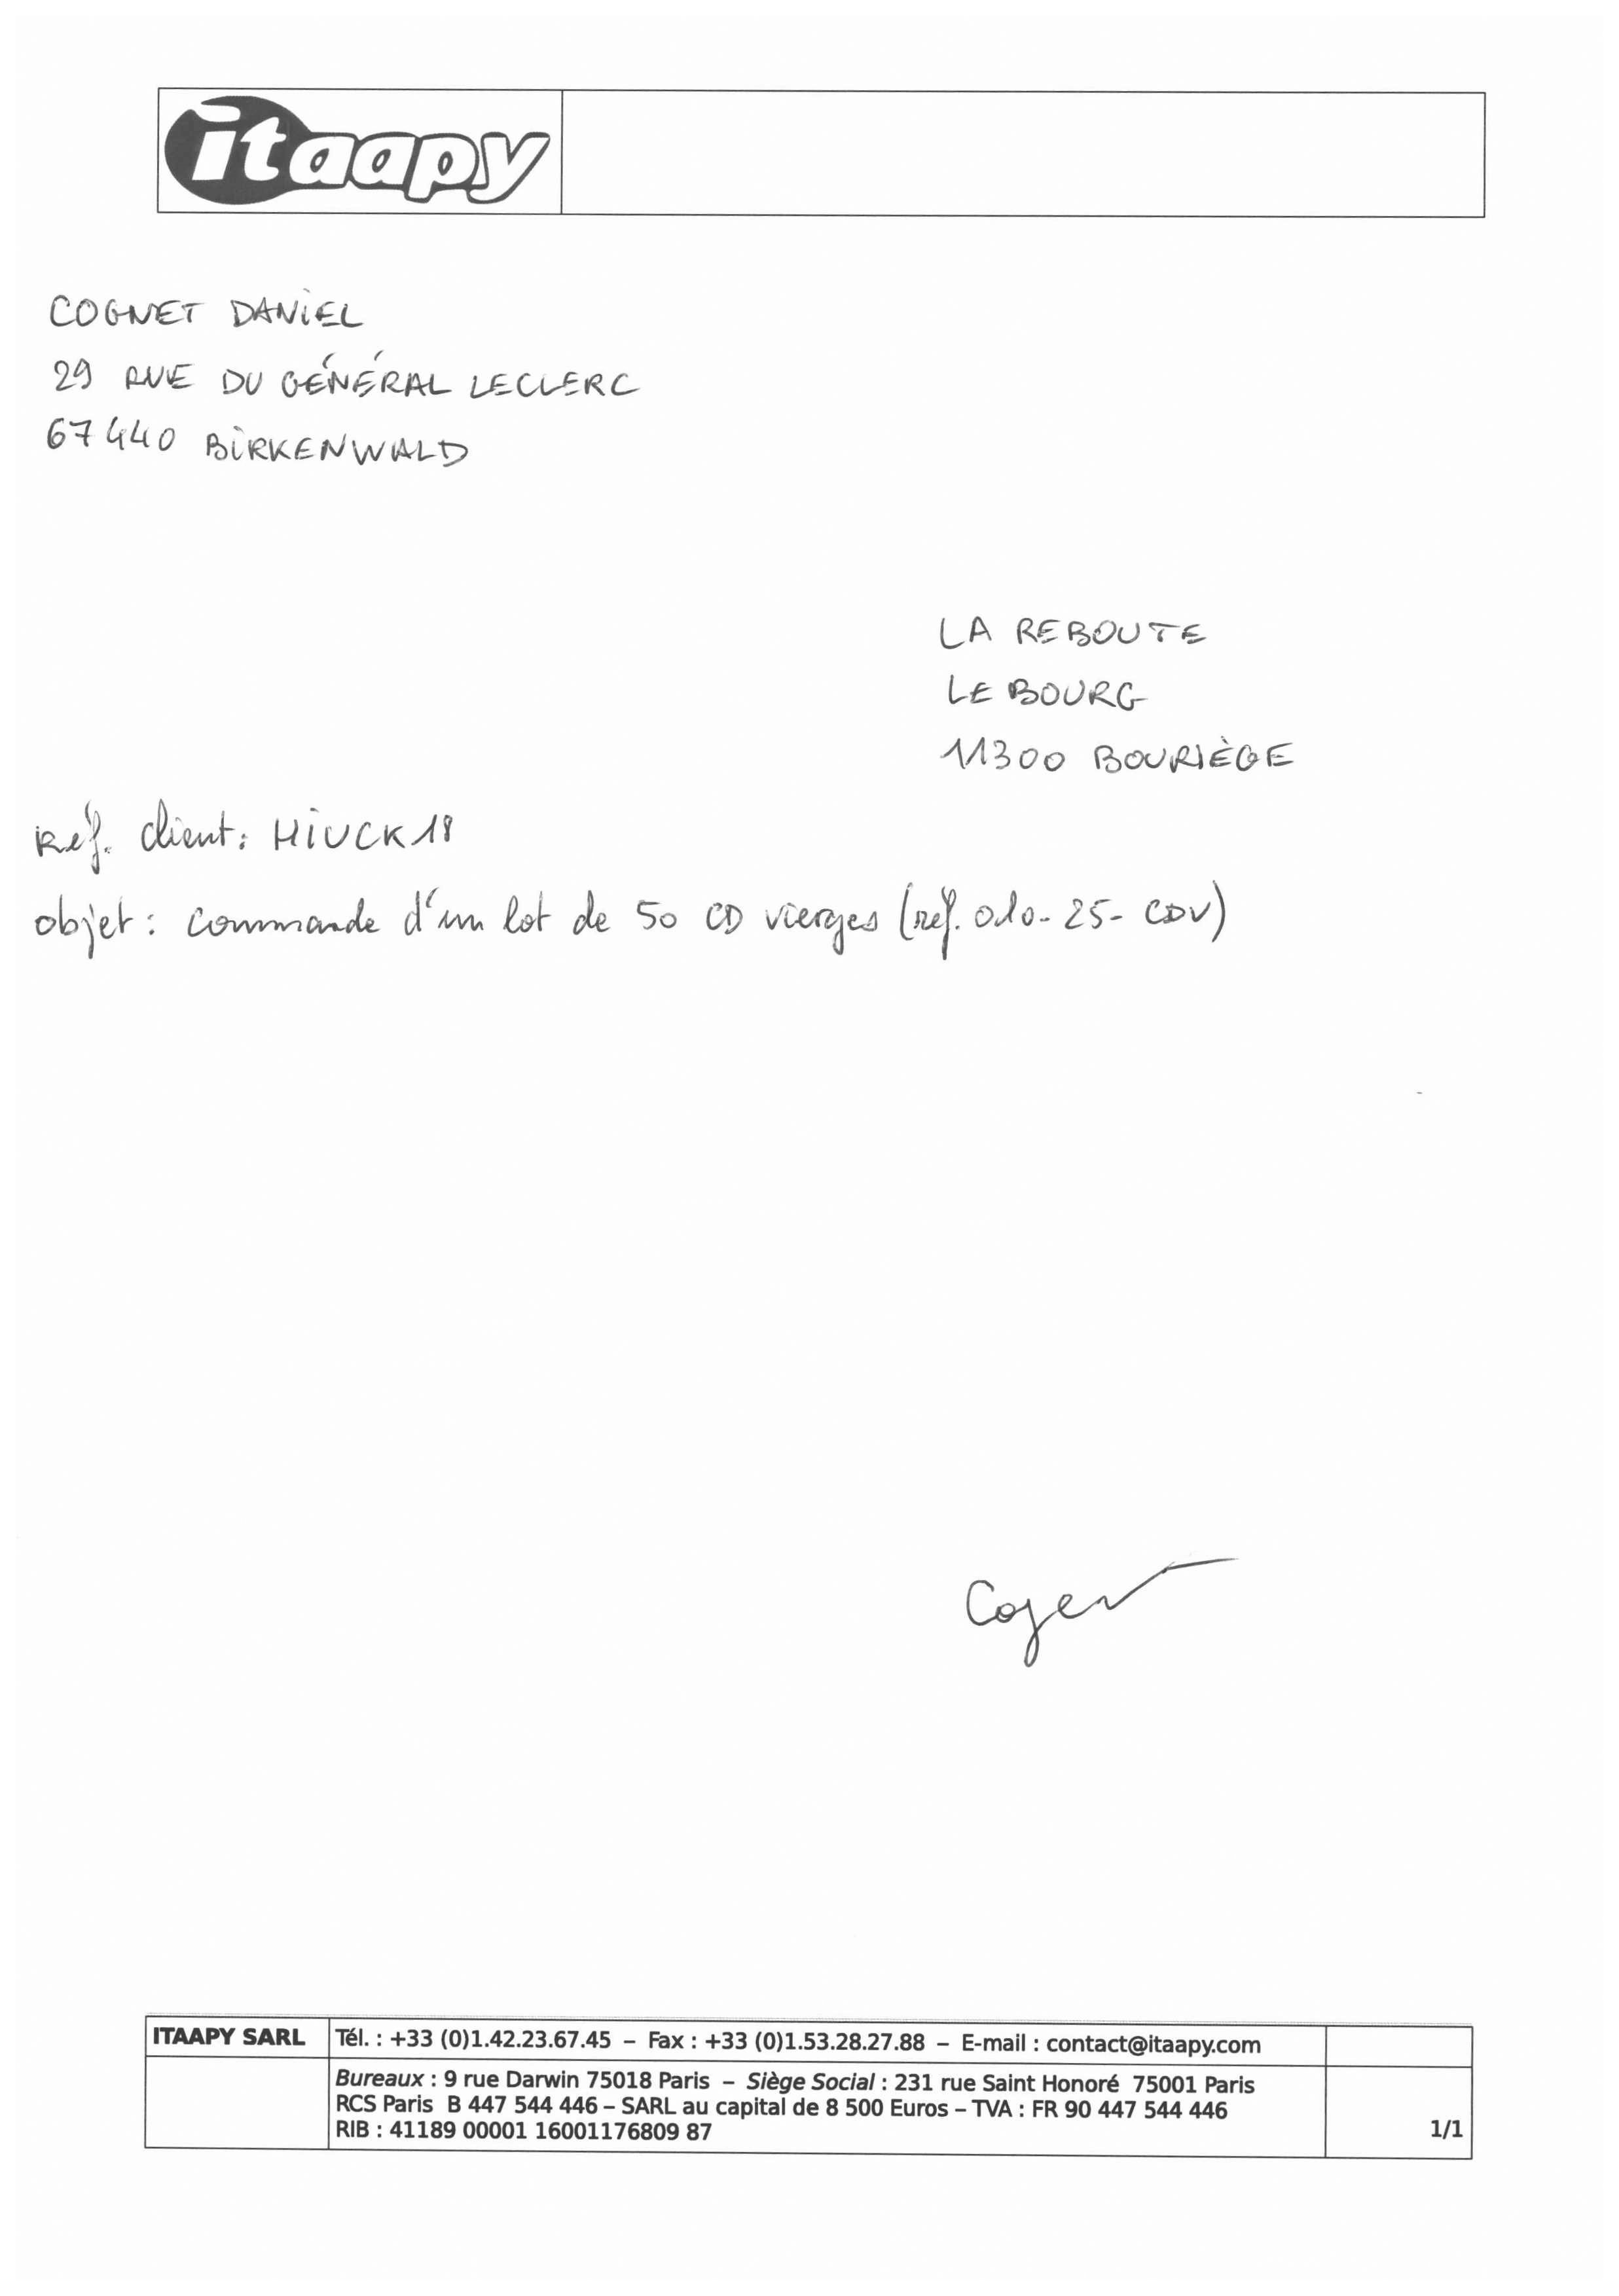 itaapy
COGNET DANIEL
29 RUE DU GÉNÉRAL LECLERC
67440 BIRKENWALD
LA REBOUTE
LE BOURG
11300 BOURIÈGE
Réf. client : HIUCK18
objet : commande d'un lot de 50 CD vierges (réf. 010-25-CDV)
ITAAPY SARL Tél. : +33 (0)1.42.23.67.45 – Fax : +33 (0)1.53.28.27.88 – E-mail : contact@itaapy.com
Bureaux : 9 rue Darwin 75018 Paris – Siège Social : 231 rue Saint Honoré 75001 Paris
RCS Paris B 447 544 446 – SARL au capital de 8 500 Euros – TVA : FR 90 447 544 446
RIB : 41189 00001 16001176809 87
1/1